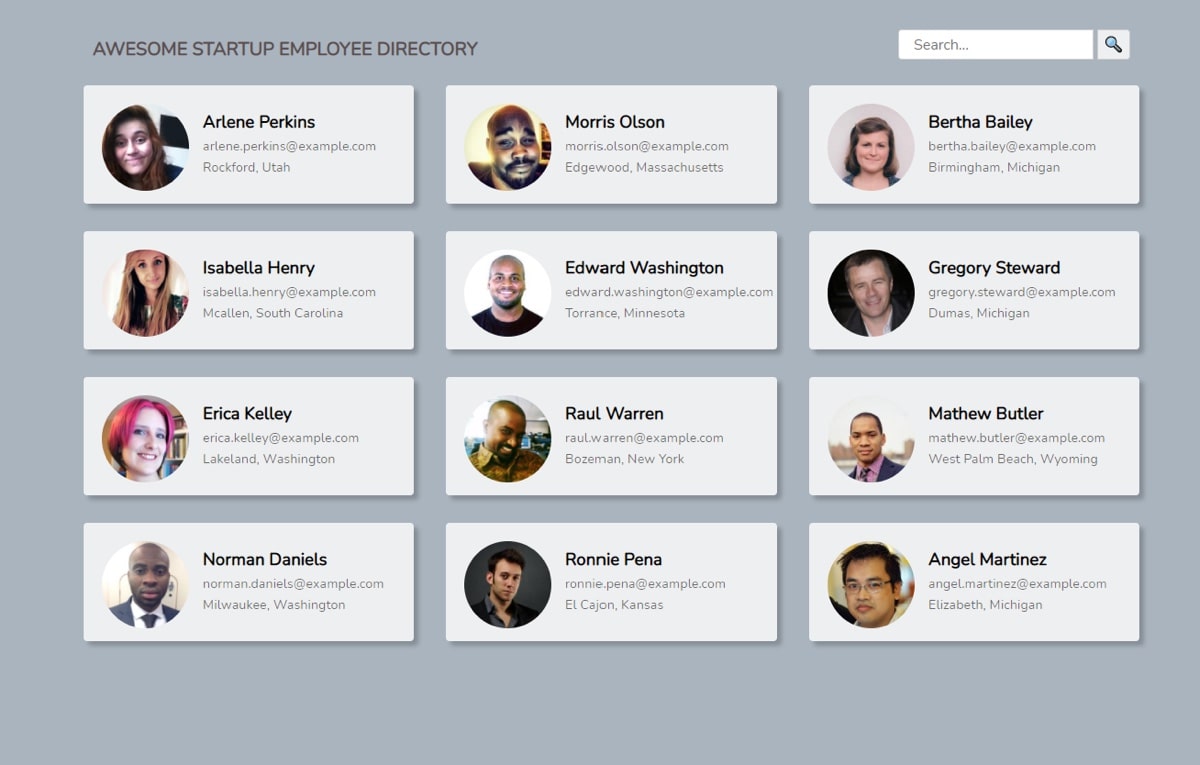 AWESOME STARTUP EMPLOYEE DIRECTORY
Search...
Arlene Perkins
arlene.perkins@example.com
Rockford, Utah
Morris Olson
morris.olson@example.com
Edgewood, Massachusetts
Bertha Bailey
bertha.bailey@example.com
Birmingham, Michigan
Isabella Henry
isabella.henry@example.com
Mcallen, South Carolina
Edward Washington
edward.washington@example.com
Torrance, Minnesota
Gregory Steward
gregory.steward@example.com
Dumas, Michigan
Erica Kelley
erica.kelley@example.com
Lakeland, Washington
Raul Warren
raul.warren@example.com
Bozeman, New York
Mathew Butler
mathew.butler@example.com
West Palm Beach, Wyoming
Norman Daniels
norman.daniels@example.com
Milwaukee, Washington
Ronnie Pena
ronnie.pena@example.com
El Cajon, Kansas
Angel Martinez
angel.martinez@example.com
Elizabeth, Michigan